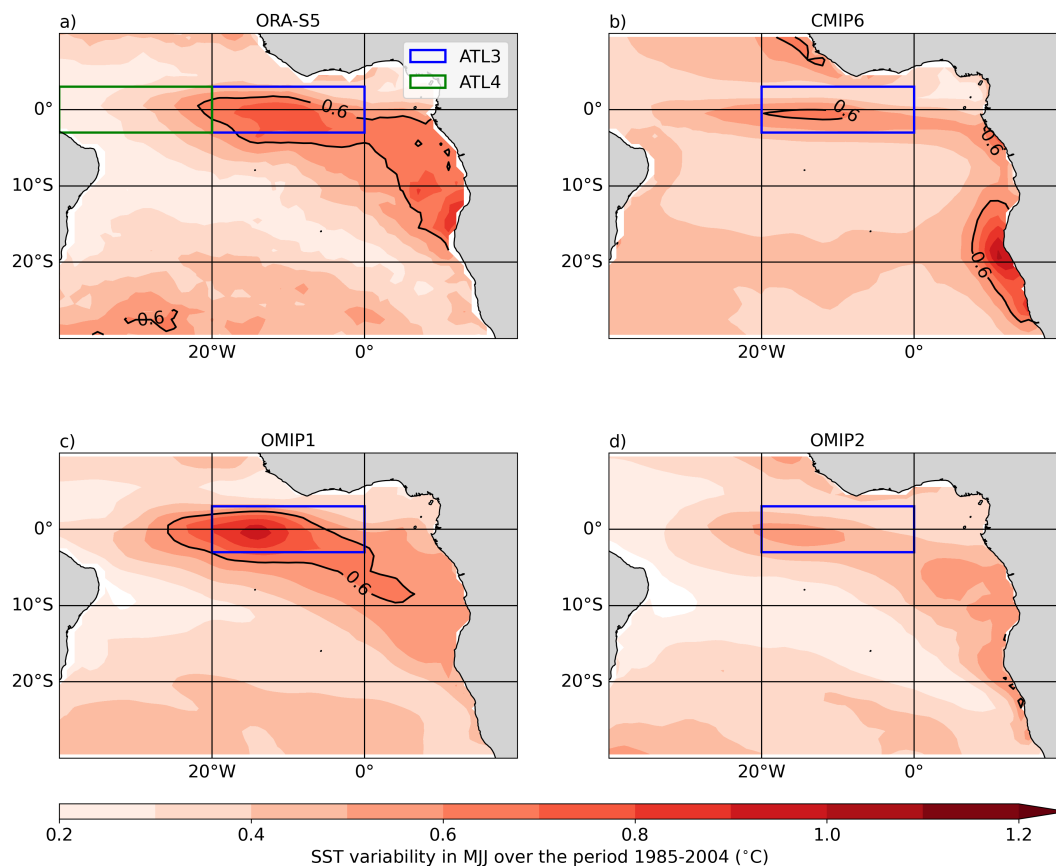 a) ORA-S5
b) CMIP6
ATL3
ATL4
0.6
0.6
0.6
0.6
0.6
0°
10°S
20°S
20°W 0°
0°
10°S
20°S
20°W 0°
c) OMIP1
d) OMIP2
0.6
0°
10°S
20°S
20°W 0°
0°
10°S
20°S
20°W 0°
0.2 0.4 0.6 0.8 1.0 1.2
SST variability in MJJ over the period 1985-2004 (°C)